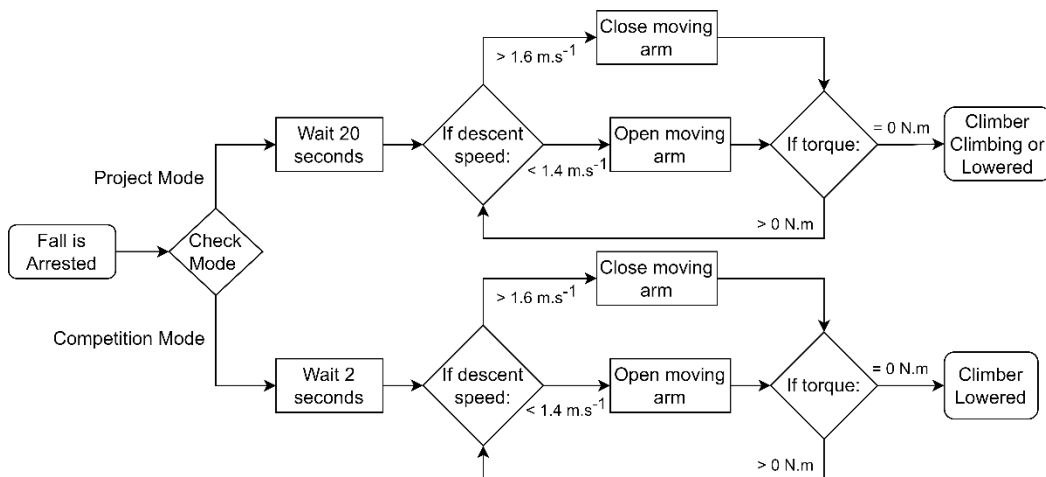 Fall is
Arrested
Check
Mode
Project Mode
Wait 20
seconds
If descent
speed:
> 1.6 m.s⁻¹
Close moving
arm
< 1.4 m.s⁻¹
Open moving
arm
If torque:
= 0 N.m
> 0 N.m
Climber
Climbing or
Lowered
Competition Mode
Wait 2
seconds
If descent
speed:
> 1.6 m.s⁻¹
Close moving
arm
< 1.4 m.s⁻¹
Open moving
arm
If torque:
= 0 N.m
> 0 N.m
Climber
Lowered